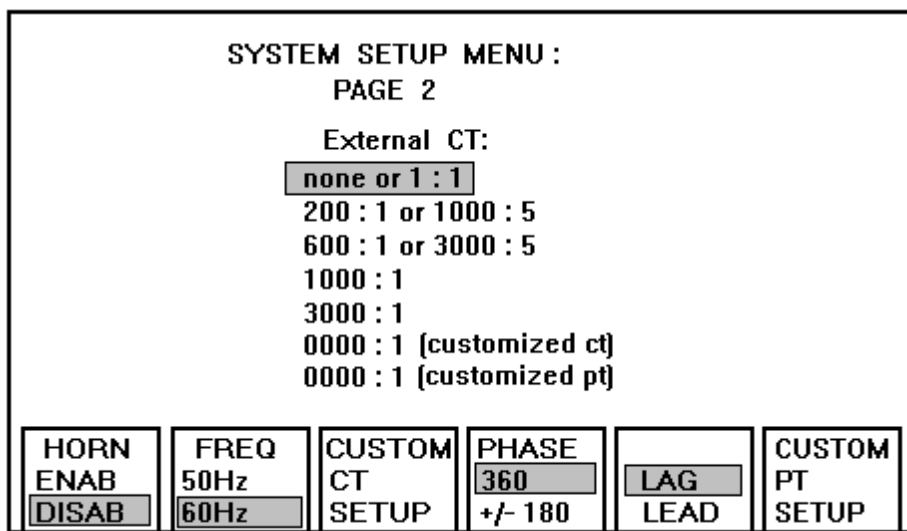 SYSTEM SETUP MENU :
PAGE 2
External CT:
none or 1 : 1
200 : 1 or 1000 : 5
600 : 1 or 3000 : 5
1000 : 1
3000 : 1
0000 : 1 (customized ct)
0000 : 1 (customized pt)
HORN
ENAB
DISAB
FREQ
50Hz
60Hz
CUSTOM
CT
SETUP
PHASE
360
+/- 180
LAG
LEAD
CUSTOM
PT
SETUP